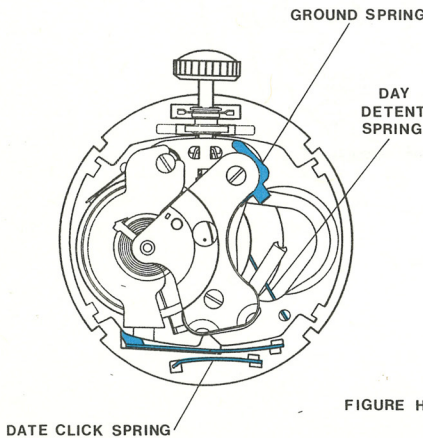 GROUND SPRING
DAY
DETENT
SPRING
FIGURE H
DATE CLICK SPRING